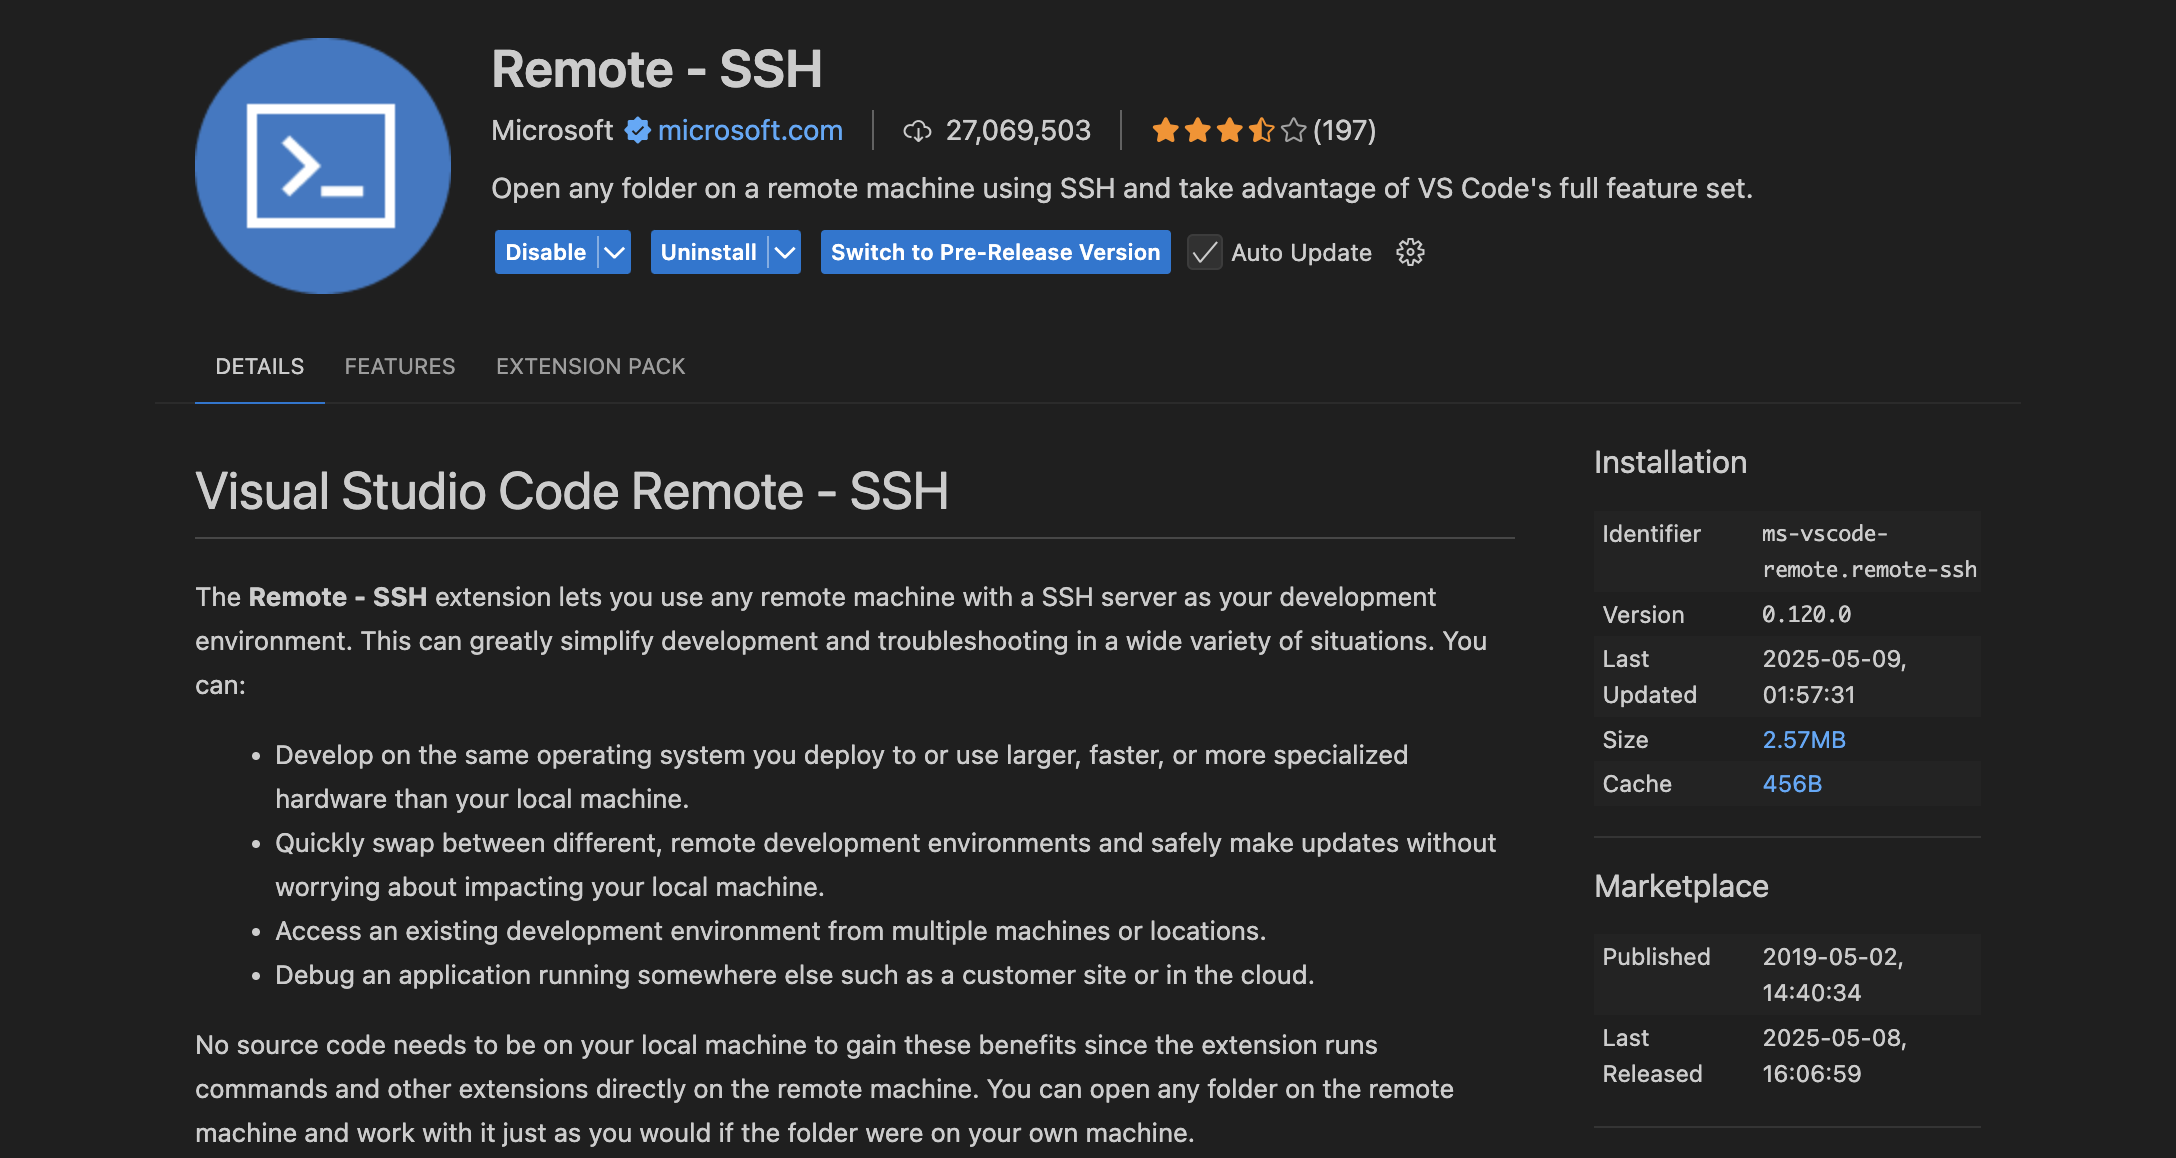 Remote - SSH
Microsoft microsoft.com 27,069,503 (197)
Open any folder on a remote machine using SSH and take advantage of VS Code's full feature set.
Disable Uninstall Switch to Pre-Release Version Auto Update
DETAILS FEATURES EXTENSION PACK
Visual Studio Code Remote - SSH
The Remote - SSH extension lets you use any remote machine with a SSH server as your development
environment. This can greatly simplify development and troubleshooting in a wide variety of situations. You
can:
• Develop on the same operating system you deploy to or use larger, faster, or more specialized
hardware than your local machine.
• Quickly swap between different, remote development environments and safely make updates without
worrying about impacting your local machine.
• Access an existing development environment from multiple machines or locations.
• Debug an application running somewhere else such as a customer site or in the cloud.
No source code needs to be on your local machine to gain these benefits since the extension runs
commands and other extensions directly on the remote machine. You can open any folder on the remote
machine and work with it just as you would if the folder were on your own machine.
Installation
Identifier ms-vscode-
remote.remote-ssh
Version 0.120.0
Last 2025-05-09,
Updated 01:57:31
Size 2.57MB
Cache 456B
Marketplace
Published 2019-05-02,
14:40:34
Last 2025-05-08,
Released 16:06:59